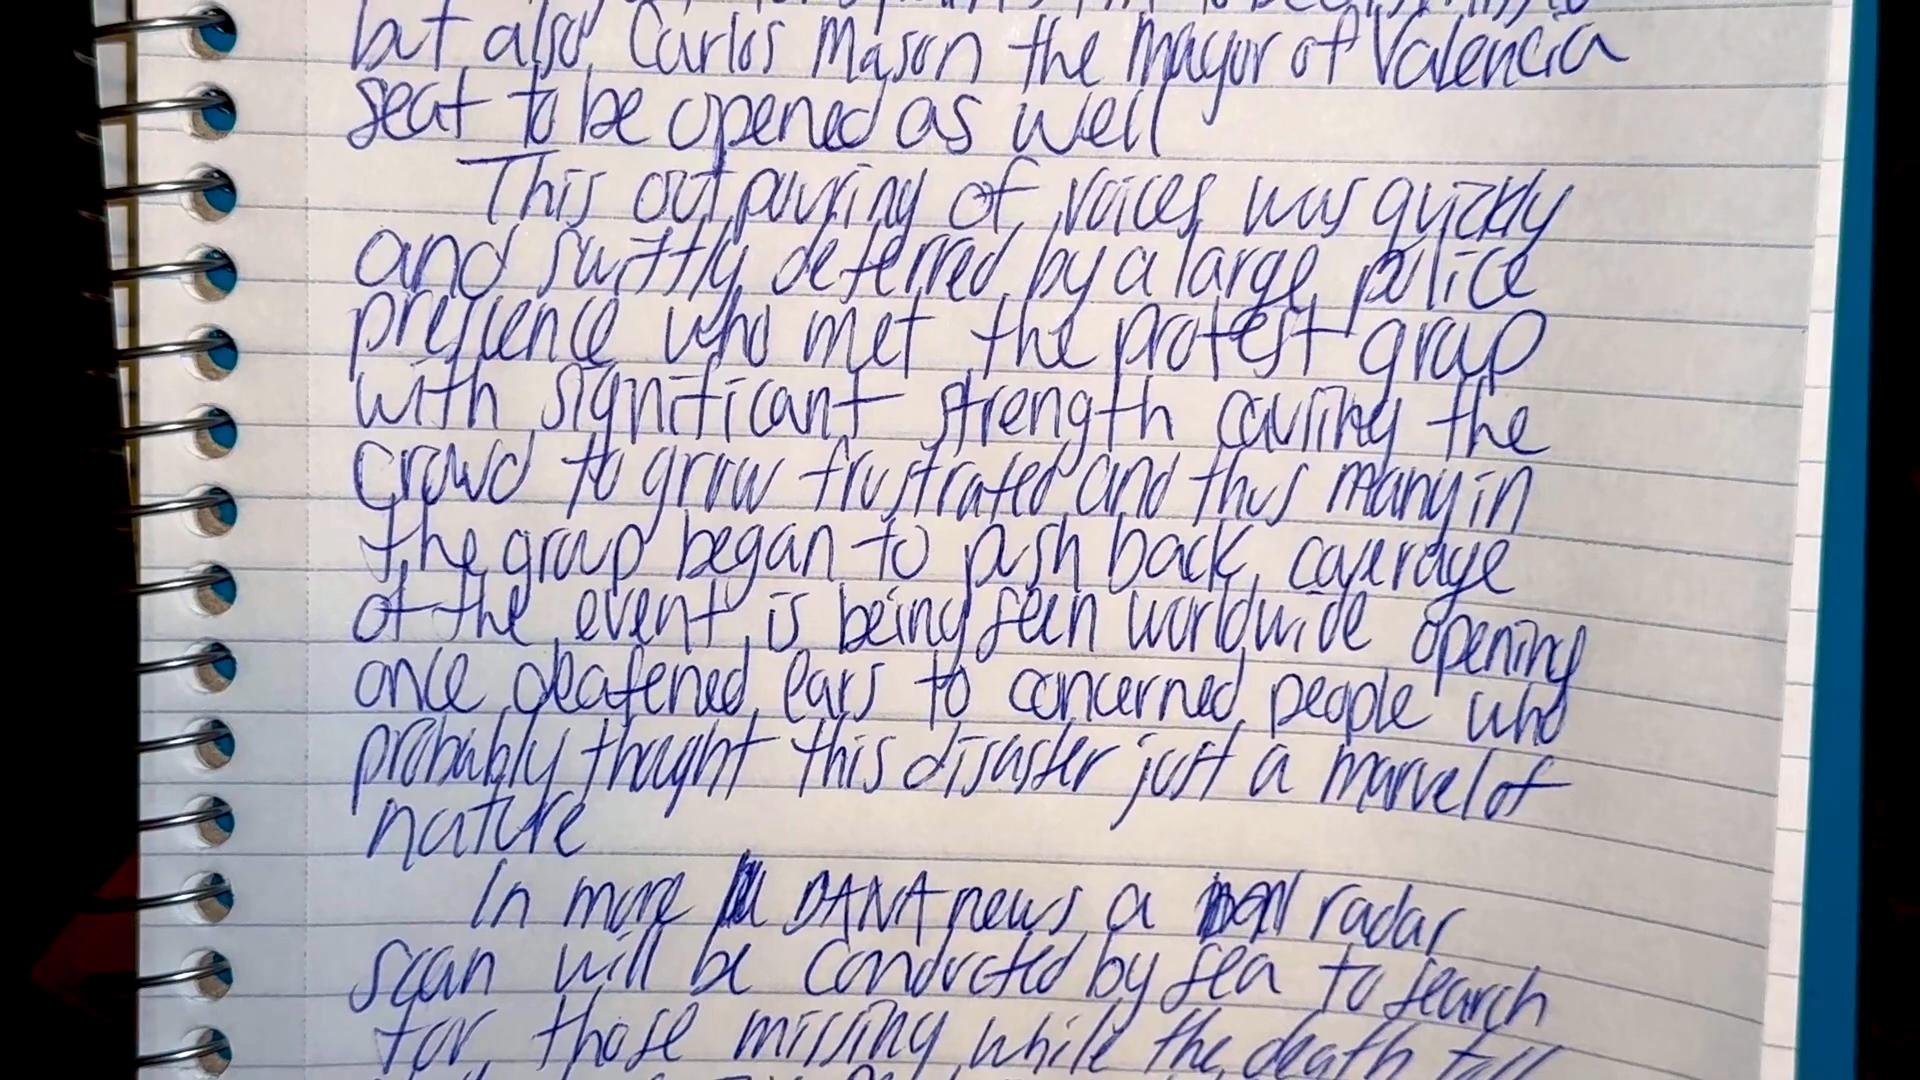 but also Carlos Mason the mayor of Valencia
seat to be opened as well
This outpouring of voices was quickly
and swiftly deferred by a large police
prescence who met the protest group
with significant strength causing the
crowd to grow frustrated and thus many in
the group began to push back, coverage
of the event is being seen worldwide opening
once deafened ears to concerned people who
probably thought this disaster just a marvel of
nature
In more DANA news a radar
scan will be conducted by sea to search
for those missing while the death toll